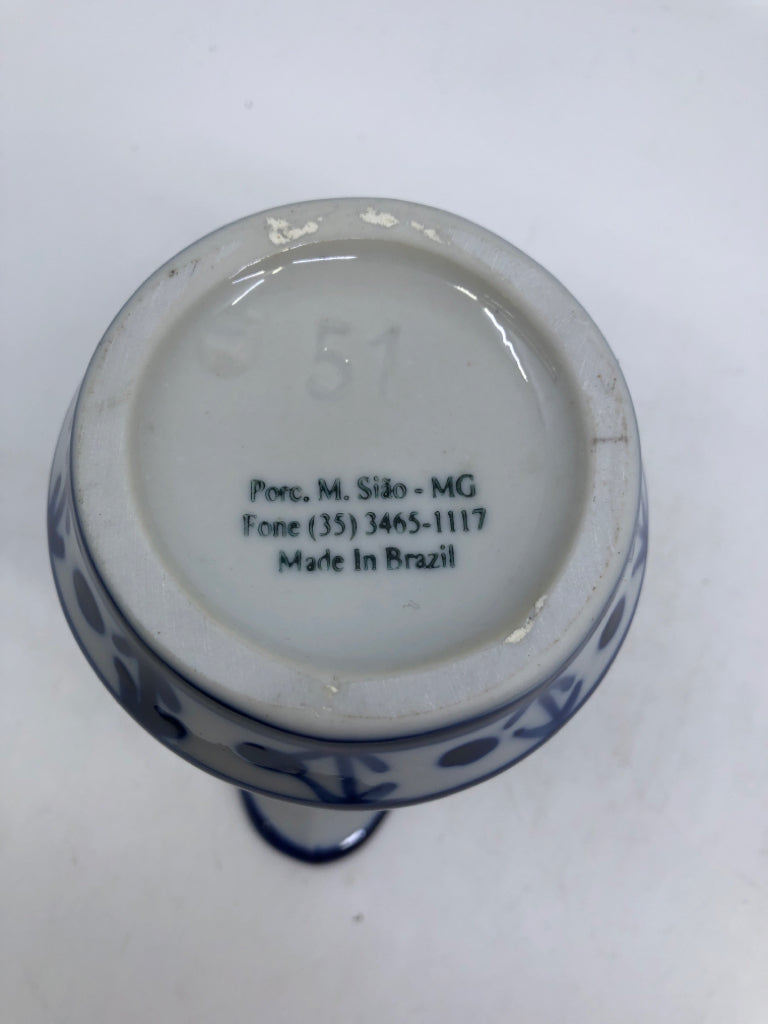 51
Porc. M. Sião - MG
Fone (35) 3465-1117
Made In Brazil